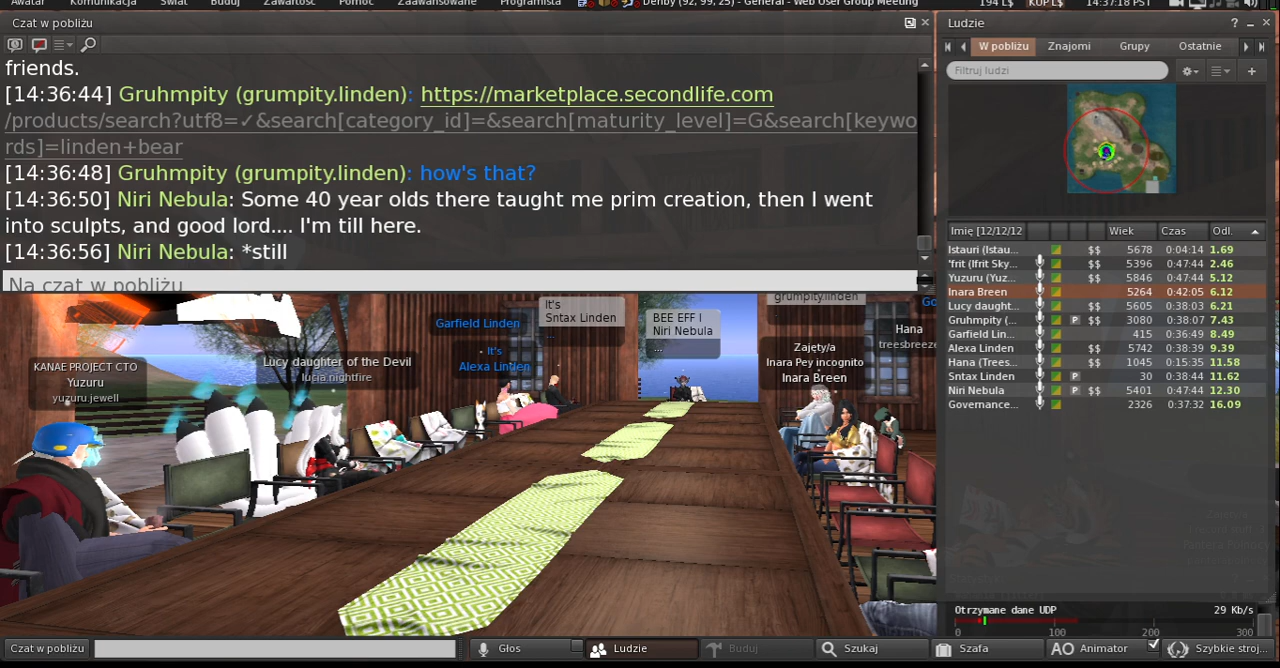 Awatar Komunikacja Świat Buduj Zawartość Pomoc Zaawansowane Programista Denby (92, 99, 25) - General - Web User Group Meeting 194 L$ KUP L$ 14:37:18 PST
Czat w pobliżu
friends.
[14:36:44] Gruhmpity (grumpity.linden): https://marketplace.secondlife.com
/products/search?utf8=✓&search[category_id]=&search[maturity_level]=G&search[keywo
rds]=linden+bear
[14:36:48] Gruhmpity (grumpity.linden): how's that?
[14:36:50] Niri Nebula: Some 40 year olds there taught me prim creation, then I went
into sculpts, and good lord.... I'm till here.
[14:36:56] Niri Nebula: *still
Na czat w pobliżu
KANAE PROJECT CTO
Yuzuru
yuzuru.jewell
Lucy daughter of the Devil
lucia.nightfire
Garfield Linden
It's
Alexa Linden
It's
Sntax Linden
...
BEE EFF I
Niri Nebula
...
grumpity.linden
Zajęty/a
Inara Pey incognito
Inara Breen
Hana
treesbreeze
Go
Ludzie
W pobliżu Znajomi Grupy Ostatnie
Filtruj ludzi
Imię [12/12/12 Wiek Czas Odl.
Istauri (Istau... $$ 5678 0:04:14 1.69
'frit (Ifrit Sky... $$ 5396 0:47:44 2.46
Yuzuru (Yuz... $$ 5846 0:47:44 5.12
Inara Breen 5264 0:42:05 6.12
Lucy daught... $$ 5605 0:38:03 6.21
Gruhmpity (... P $$ 3080 0:38:07 7.43
Garfield Lin... 415 0:36:49 8.49
Alexa Linden $$ 5742 0:38:39 9.39
Hana (Trees... $$ 1045 0:15:35 11.58
Sntax Linden P 30 0:38:44 11.62
Niri Nebula P $$ 5401 0:47:44 12.30
Governance... 2326 0:37:32 16.09
Otrzymane dane UDP 29 Kb/s
0 100 200 300
Czat w pobliżu Głos Ludzie Buduj Szukaj Szafa AO Animator Szybkie stroj...